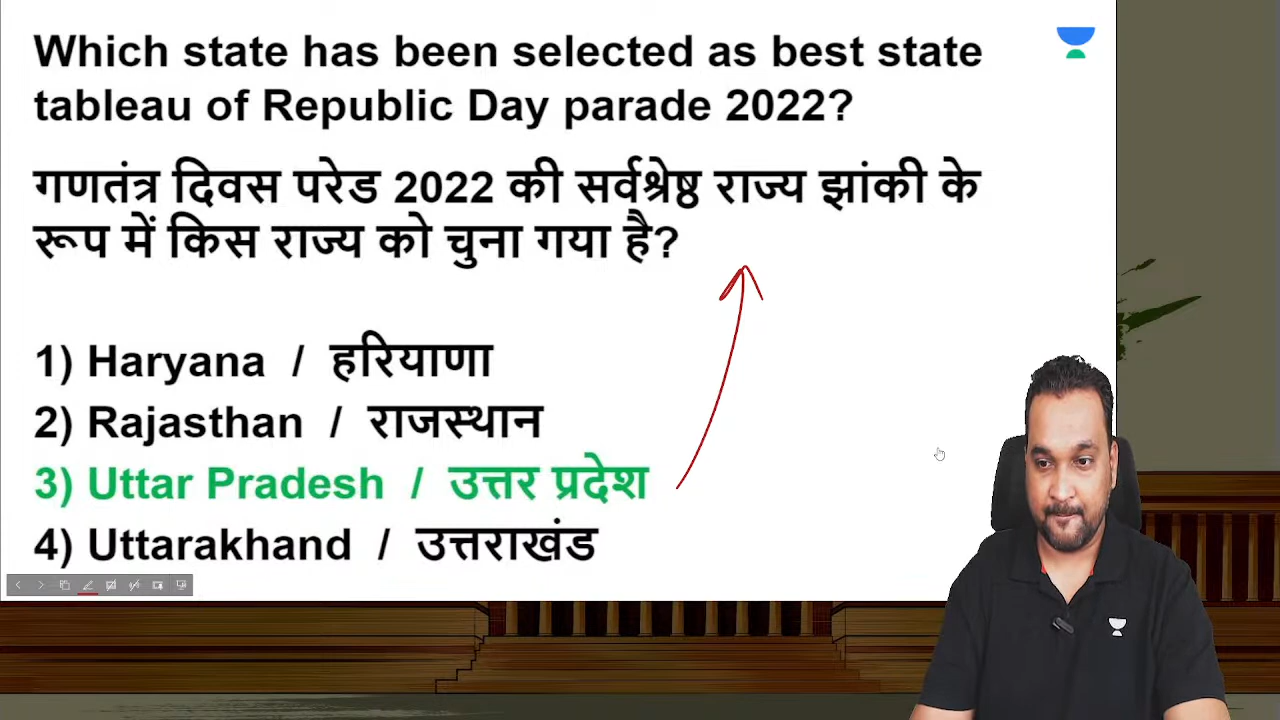 Which state has been selected as best state
tableau of Republic Day parade 2022?
गणतंत्र दिवस परेड 2022 की सर्वश्रेष्ठ राज्य झांकी के
रूप में किस राज्य को चुना गया है?
1) Haryana / हरियाणा
2) Rajasthan / राजस्थान
3) Uttar Pradesh / उत्तर प्रदेश
4) Uttarakhand / उत्तराखंड